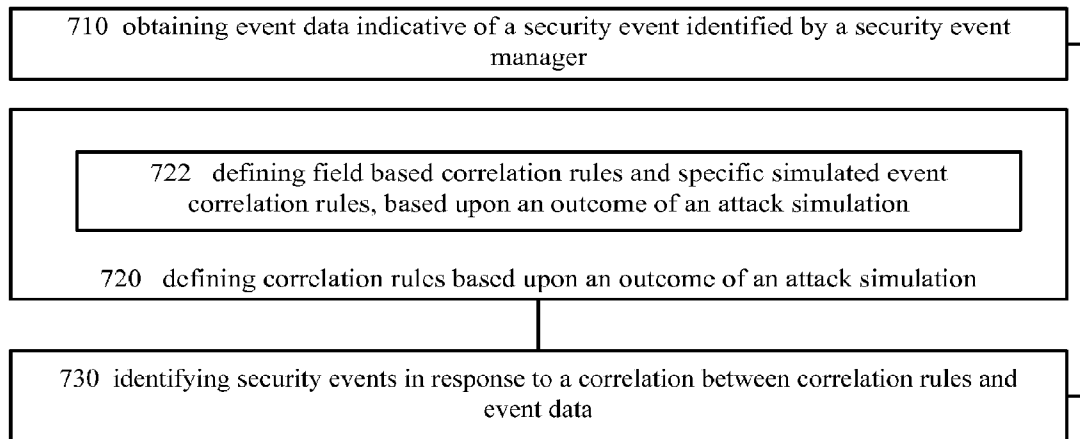 710 obtaining event data indicative of a security event identified by a security event
manager
722 defining field based correlation rules and specific simulated event
correlation rules, based upon an outcome of an attack simulation
720 defining correlation rules based upon an outcome of an attack simulation
730 identifying security events in response to a correlation between correlation rules and
event data